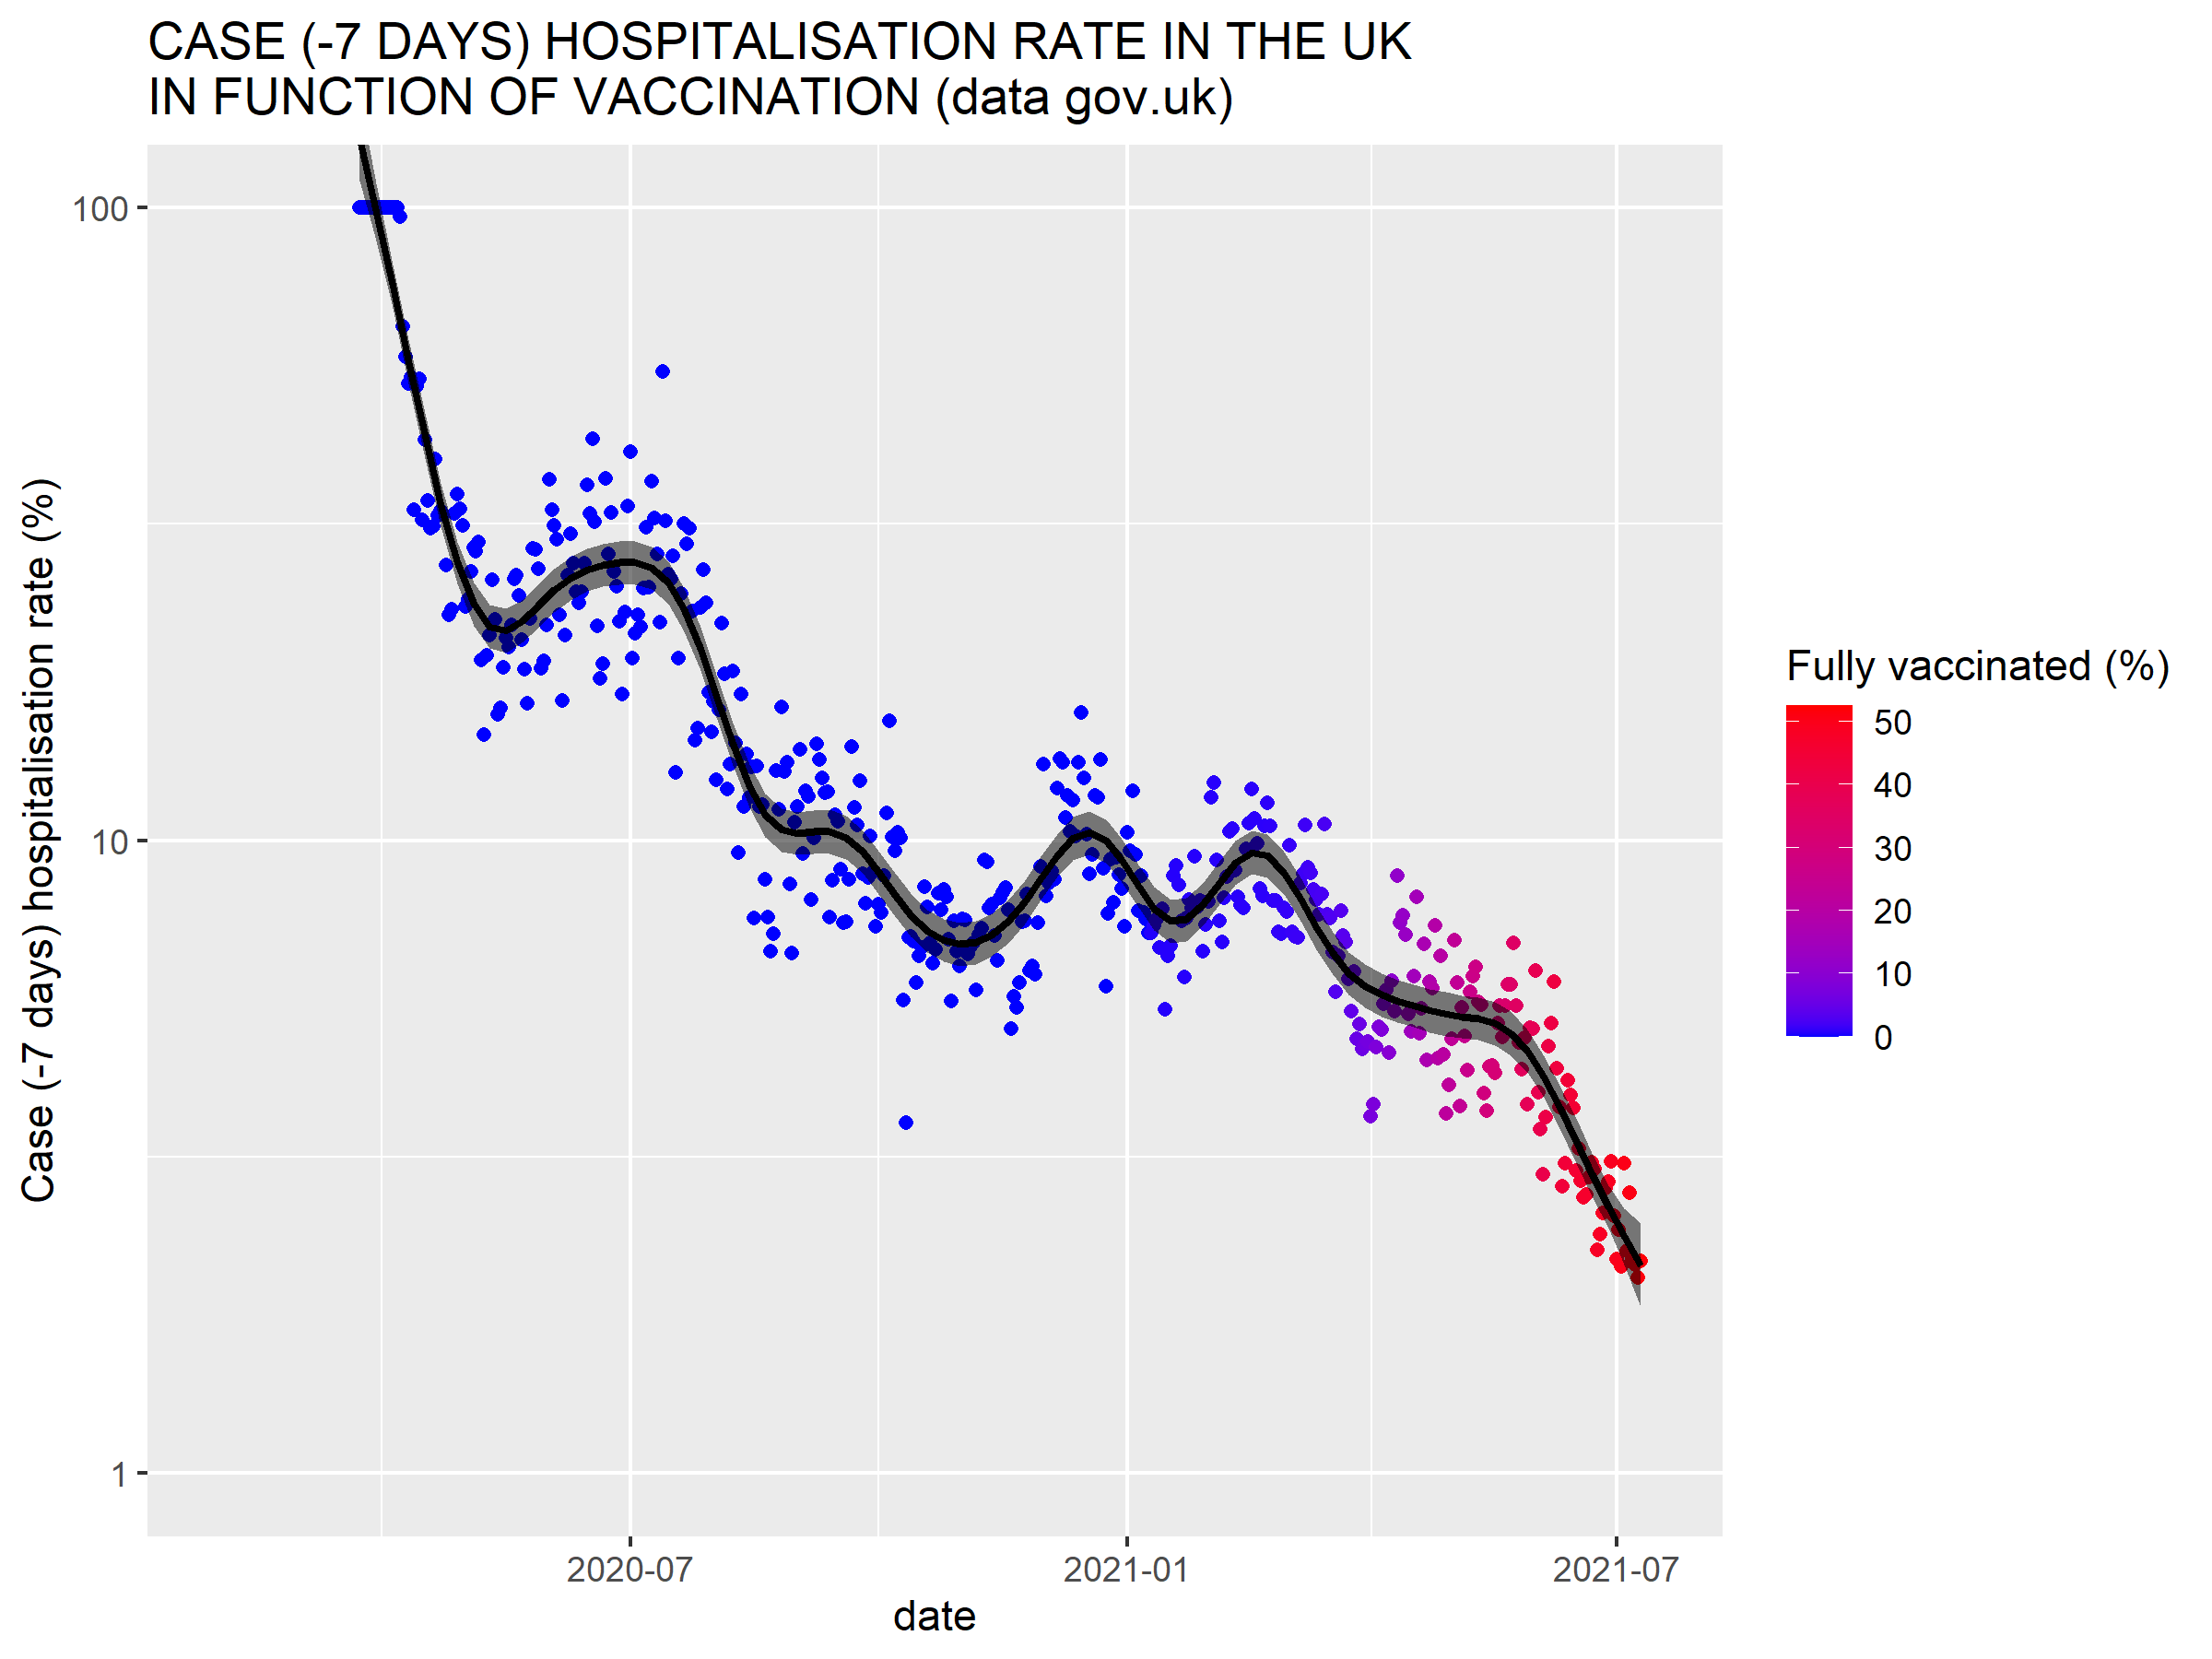 CASE (-7 DAYS) HOSPITALISATION RATE IN THE UK
IN FUNCTION OF VACCINATION (data gov.uk)
Case (-7 days) hospitalisation rate (%)
100
10
1
2020-07
2021-01
2021-07
date
Fully vaccinated (%)
50
40
30
20
10
0